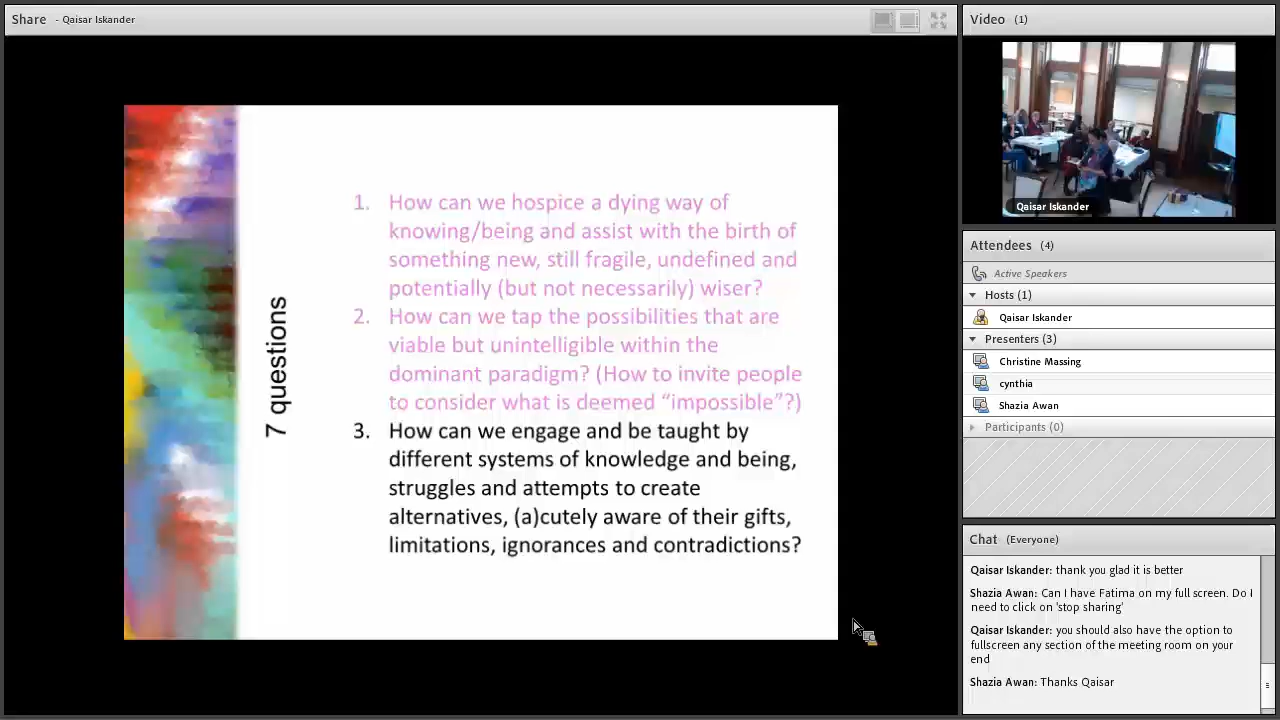 Share - Qaisar Iskander
7 questions
1. How can we hospice a dying way of
knowing/being and assist with the birth of
something new, still fragile, undefined and
potentially (but not necessarily) wiser?
2. How can we tap the possibilities that are
viable but unintelligible within the
dominant paradigm? (How to invite people
to consider what is deemed “impossible”?)
3. How can we engage and be taught by
different systems of knowledge and being,
struggles and attempts to create
alternatives, (a)cutely aware of their gifts,
limitations, ignorances and contradictions?
Video (1)
Qaisar Iskander
Attendees (4)
Active Speakers
Hosts (1)
Qaisar Iskander
Presenters (3)
Christine Massing
cynthia
Shazia Awan
Participants (0)
Chat (Everyone)
Qaisar Iskander: thank you glad it is better
Shazia Awan: Can I have Fatima on my full screen. Do I
need to click on 'stop sharing'
Qaisar Iskander: you should also have the option to
fullscreen any section of the meeting room on your
end
Shazia Awan: Thanks Qaisar